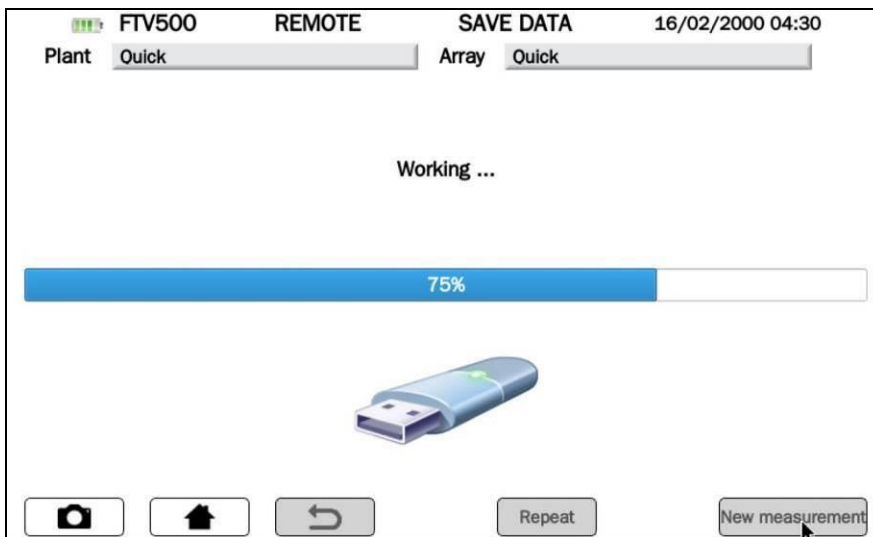 FTV500 REMOTE SAVE DATA 16/02/2000 04:30
Plant Quick Array Quick
Working ...
75%
Repeat New measurement